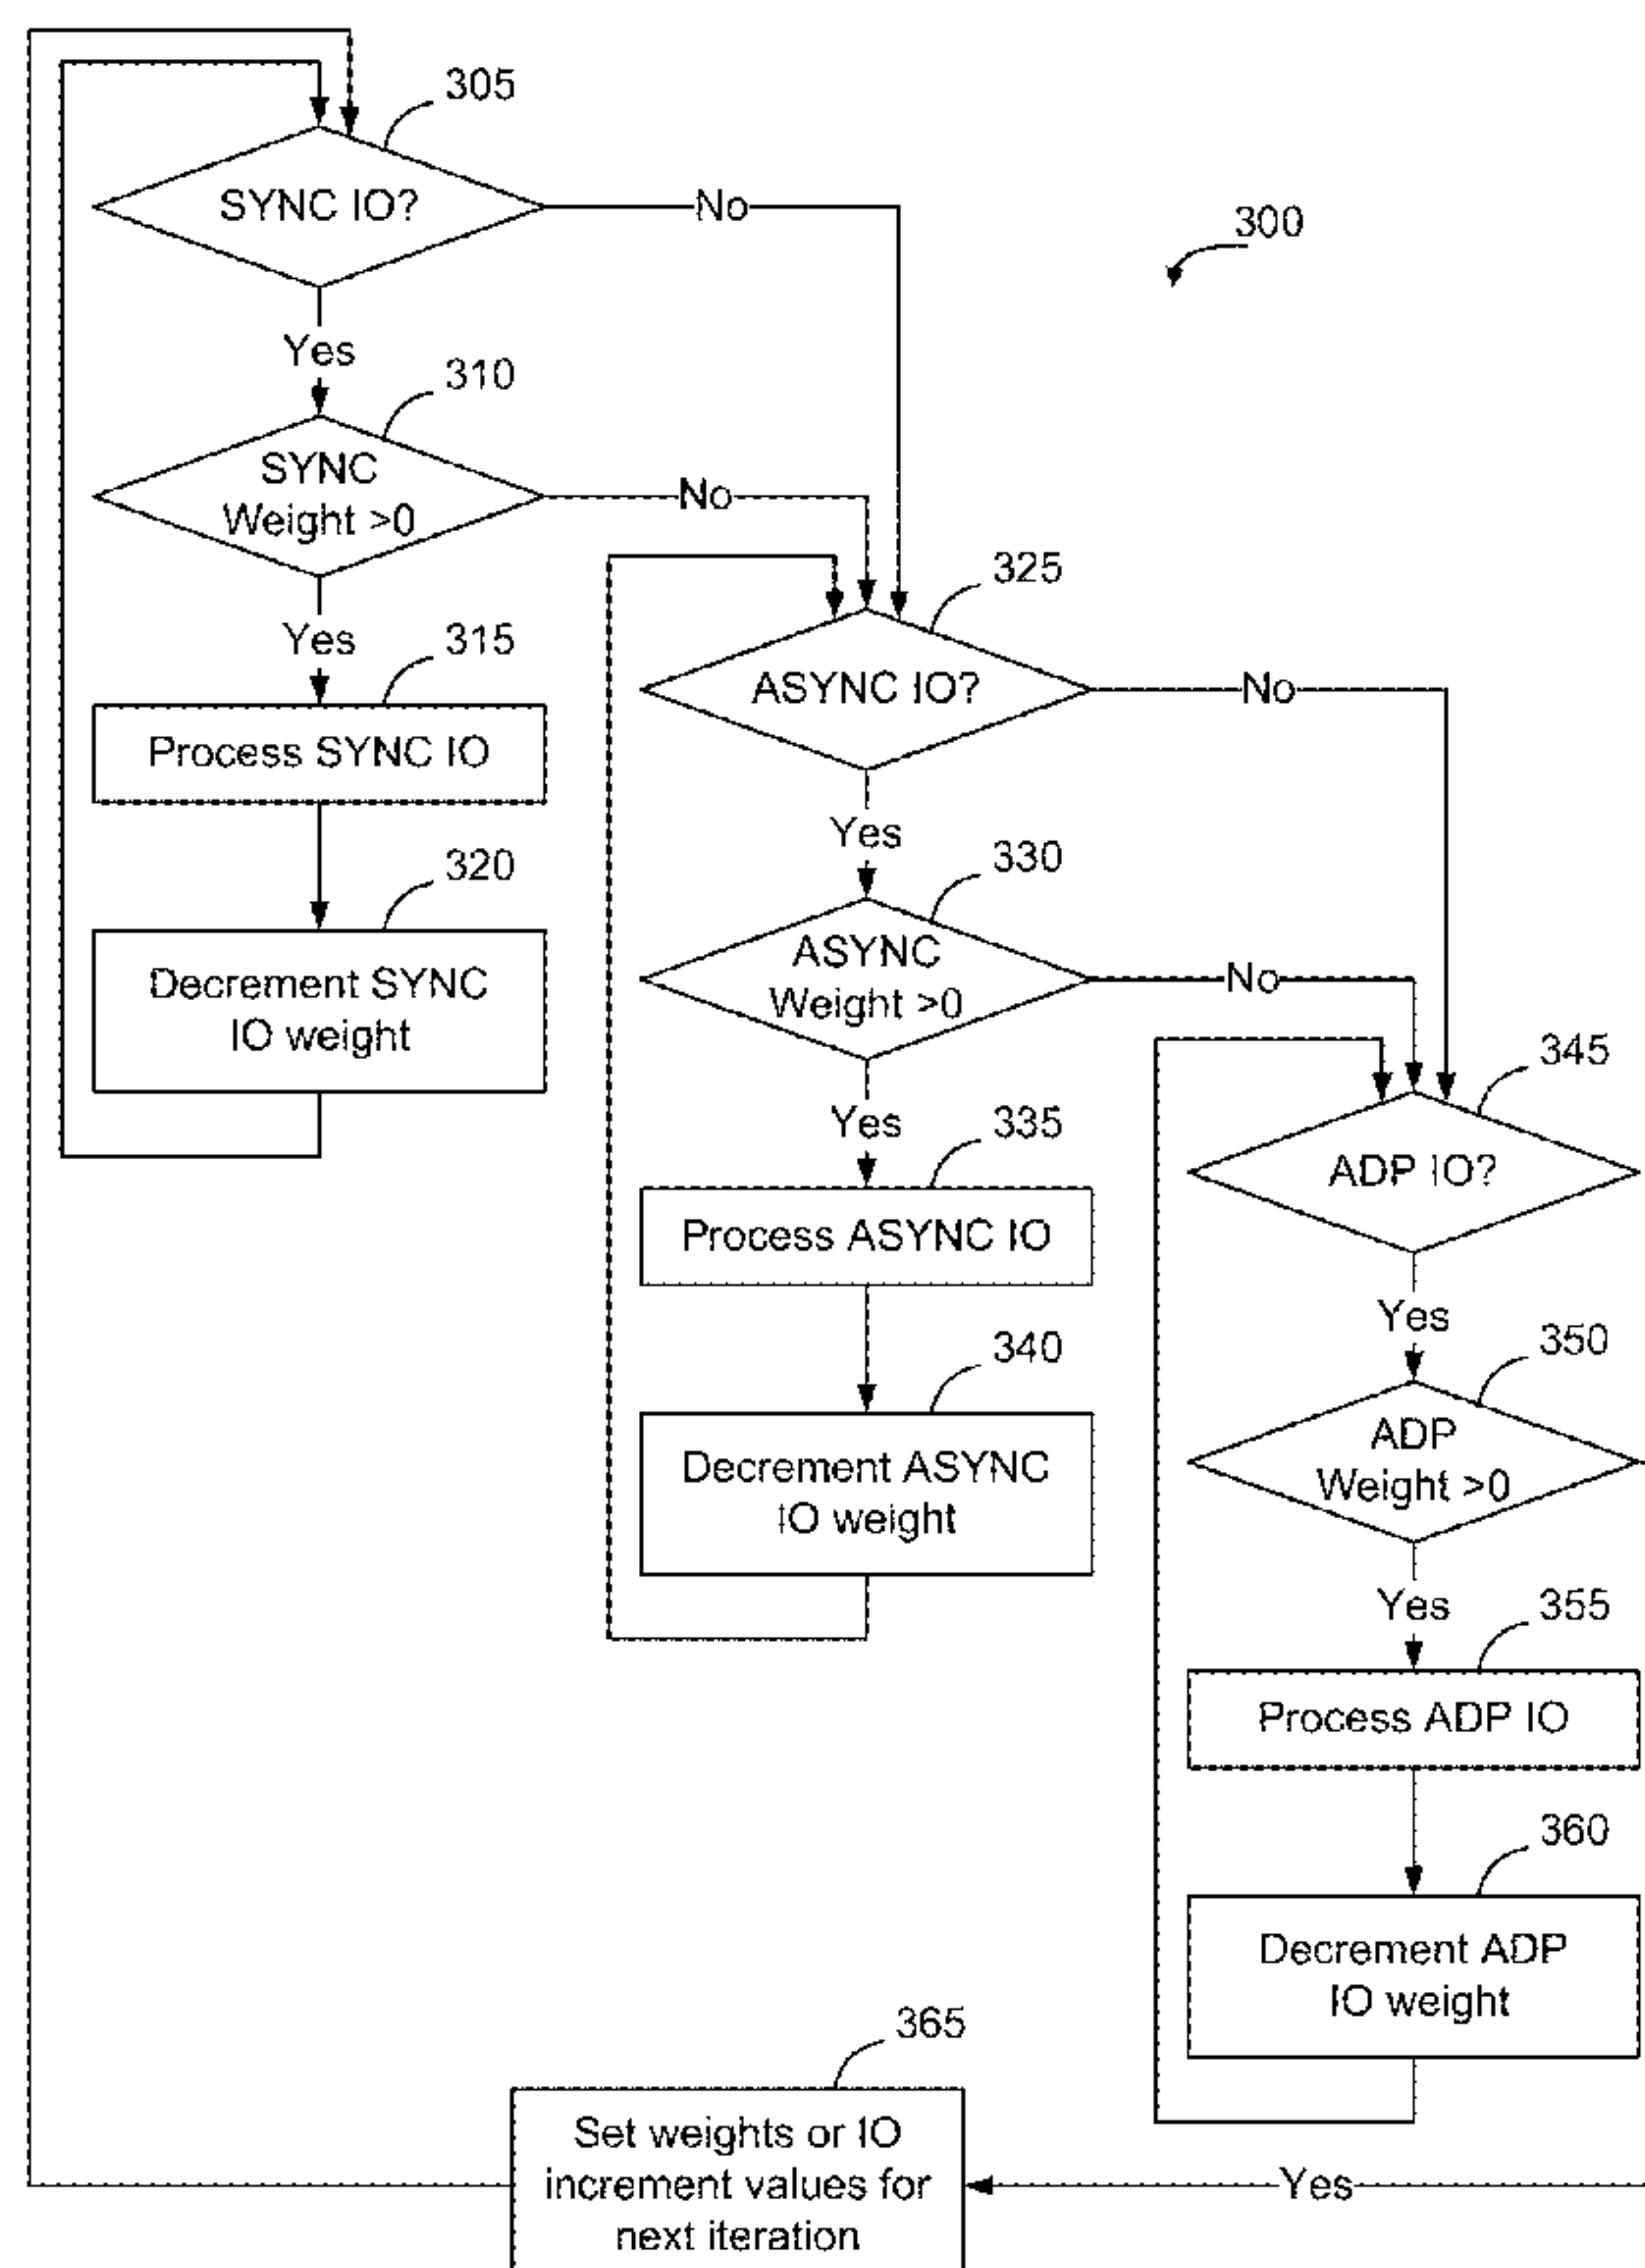 305
SYNC IO?
No
300
Yes
310
SYNC
Weight >0
No
325
Yes
315
ASYNC IO?
No
Process SYNC IO
Yes
330
320
ASYNC
Weight >0
No
Decrement SYNC
IO weight
345
Yes
335
ADP IO?
Process ASYNC IO
Yes
350
340
ADP
Weight >0
Decrement ASYNC
IO weight
Yes
355
Process ADP IO
360
Decrement ADP
IO weight
365
Set weights or IO
increment values for
next iteration
Yes